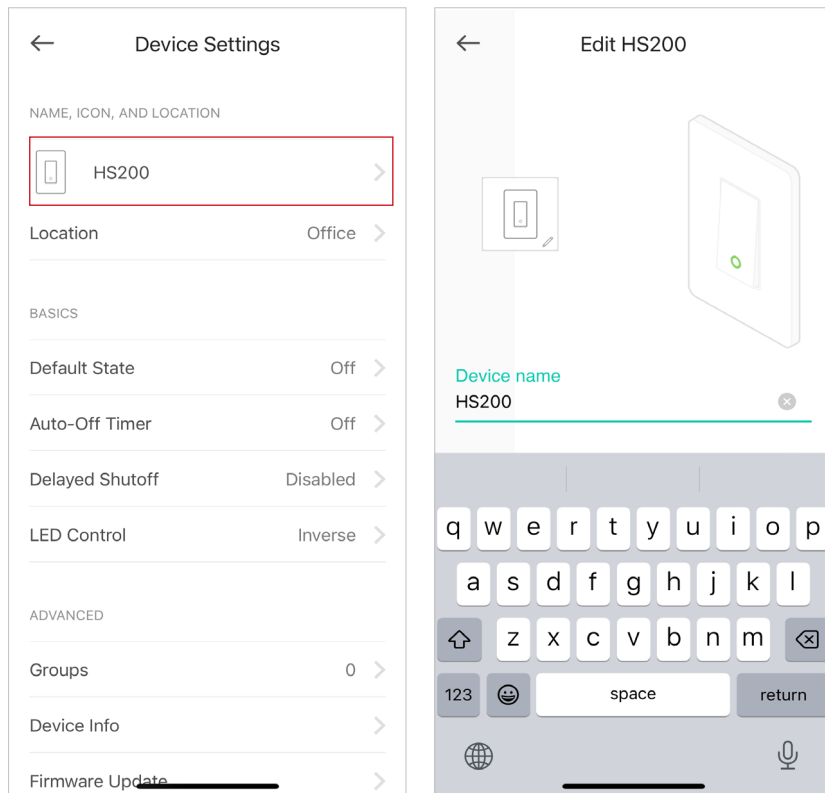 Device Settings
NAME, ICON, AND LOCATION
HS200
Location Office
BASICS
Default State Off
Auto-Off Timer Off
Delayed Shutoff Disabled
LED Control Inverse
ADVANCED
Groups 0
Device Info
Firmware Update
Edit HS200
Device name
HS200
q w e r t y u i o p
a s d f g h j k l
z x c v b n m
123 space return